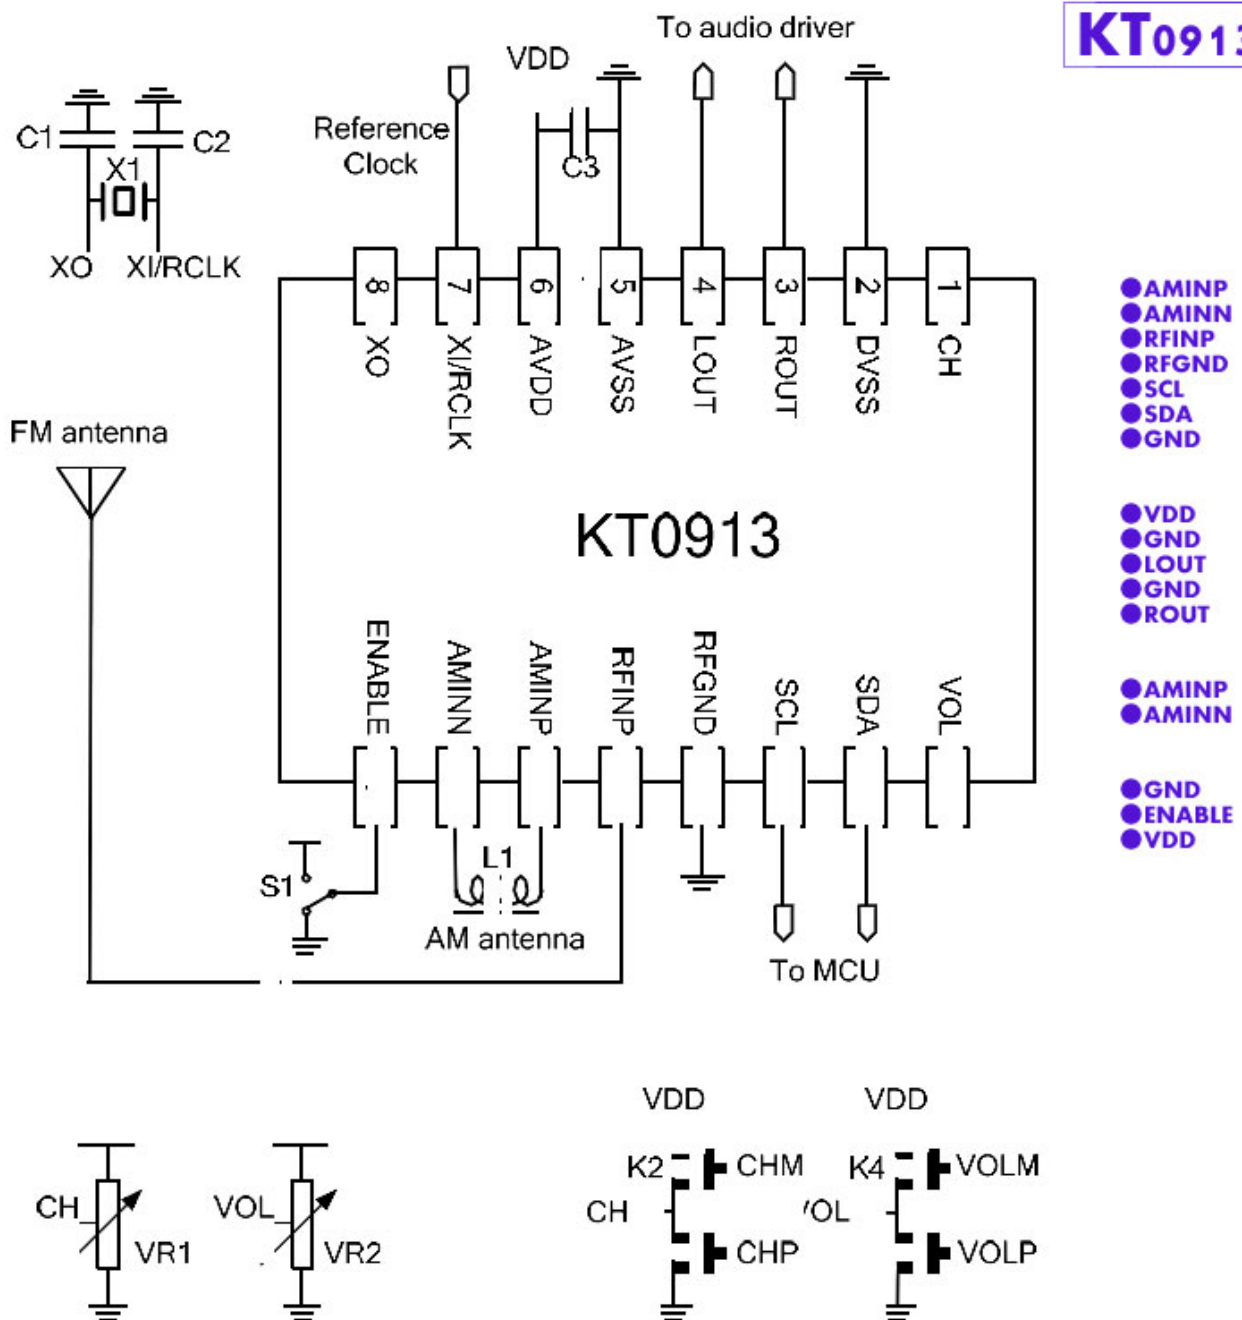 To audio driver
KT0913
VDD
Reference
Clock
C1
C2
X1
C3
XO
XI/RCLK
8
7
6
5
4
3
2
1
XO
XI/RCLK
AVDD
AVSS
LOUT
ROUT
DVSS
CH
AMINP
AMINN
RFINP
RFGND
SCL
SDA
GND
FM antenna
KT0913
VDD
GND
LOUT
GND
ROUT
ENABLE
AMINN
AMINP
RFINP
RFGND
SCL
SDA
VOL
AMINP
AMINN
GND
ENABLE
VDD
S1
L1
AM antenna
To MCU
VDD
VDD
K2
CHM
K4
VOLM
CH
VOL
CH
VOL
VR1
VR2
CHP
VOLP